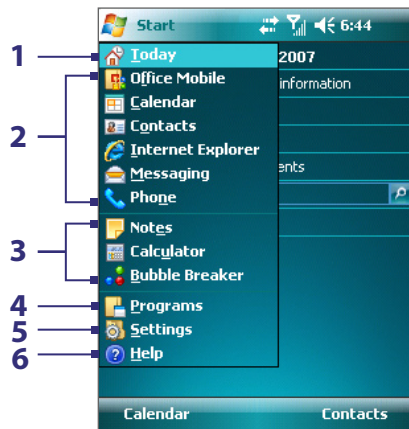 Start 6:44
1 Today 2007
Office Mobile information
2 Calendar
Contacts
Internet Explorer
Messaging ents
Phone
Notes
3 Calculator
Bubble Breaker
4 Programs
5 Settings
6 Help
Calendar Contacts